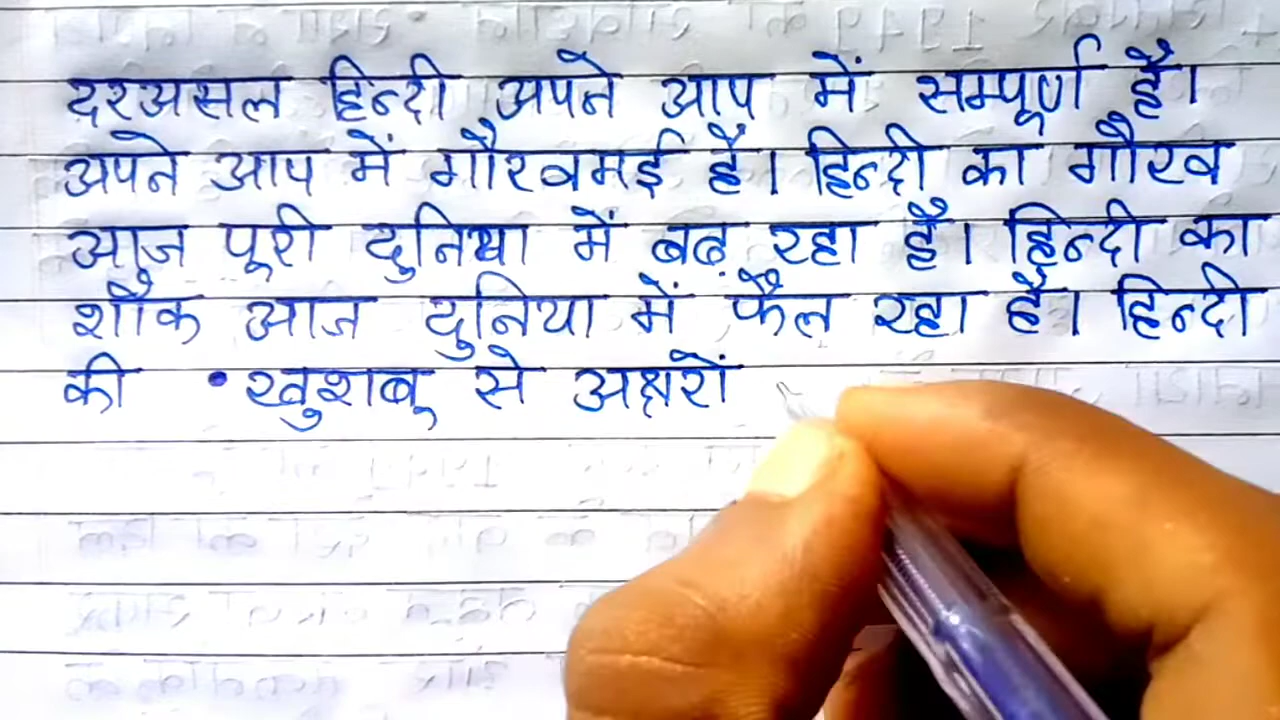 दरअसल हिन्दी अपने आप में सम्पूर्ण है।
अपने आप में गौरवमई है। हिन्दी का गौरव
आज पूरी दुनिया में बढ़ रहा है। हिन्दी का
शौक आज दुनिया में फैल रहा है। हिन्दी
की खुशबू से अक्षरों